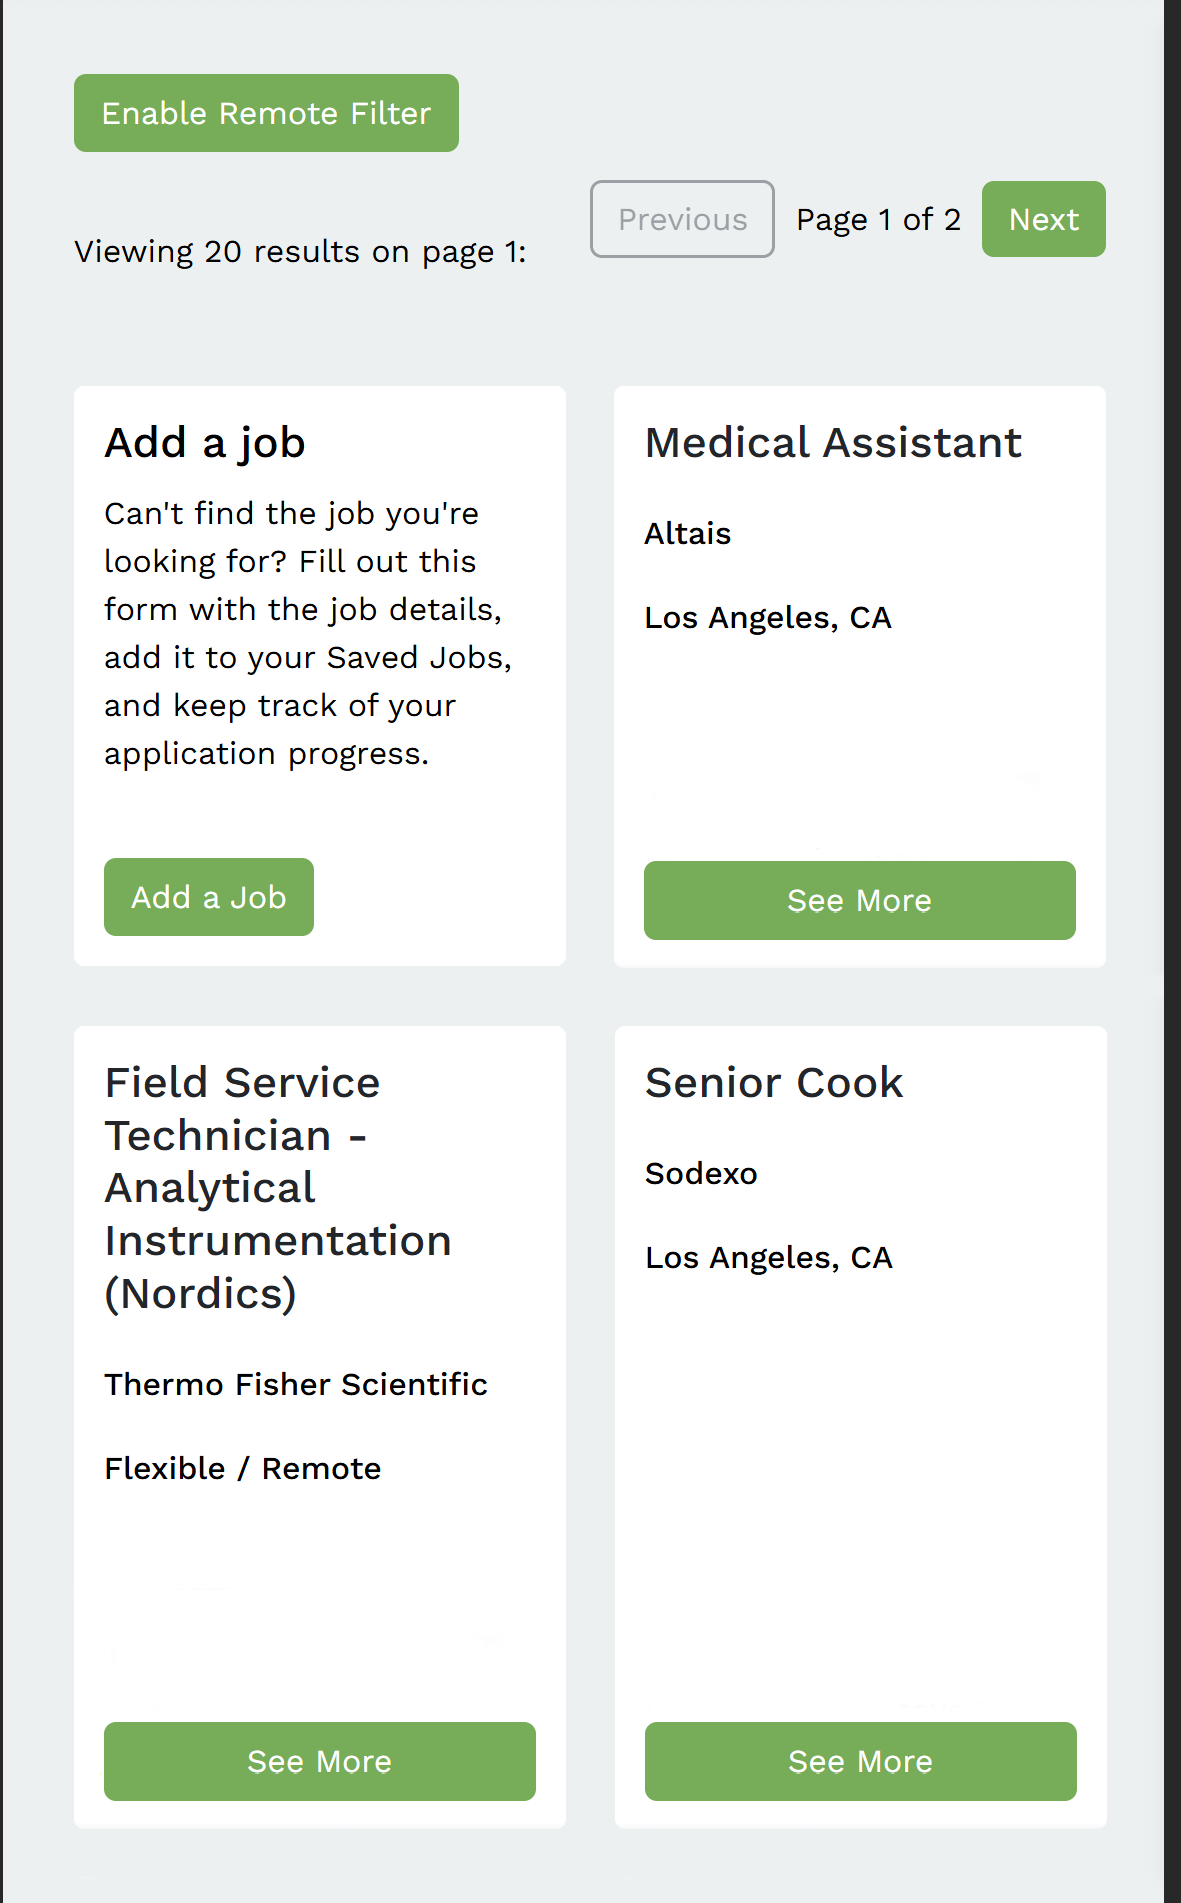 Enable Remote Filter
Previous
Page 1 of 2
Next
Viewing 20 results on page 1:
Add a job
Can't find the job you're
looking for? Fill out this
form with the job details,
add it to your Saved Jobs,
and keep track of your
application progress.
Add a Job
Medical Assistant
Altais
Los Angeles, CA
See More
Field Service
Technician -
Analytical
Instrumentation
(Nordics)
Thermo Fisher Scientific
Flexible / Remote
See More
Senior Cook
Sodexo
Los Angeles, CA
See More